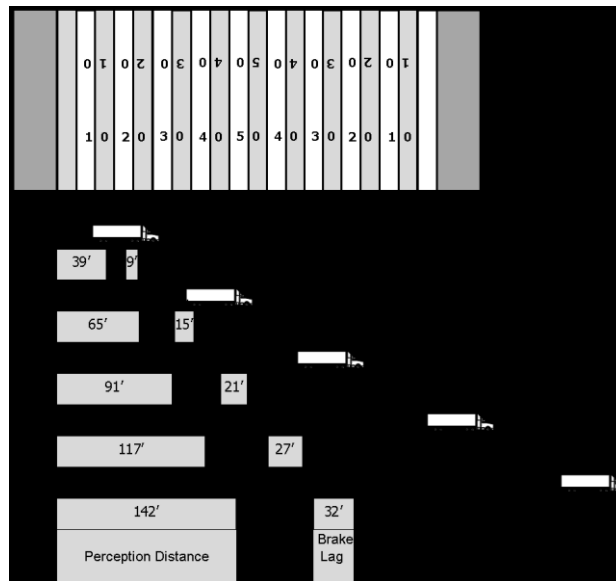 0 1 0 2 0 3 0 4 0 5 0 4 0 3 0 2 0 1
1 0 2 0 3 0 4 0 5 0 4 0 3 0 2 0 1 0
39′ 9′
65′ 15′
91′ 21′
117′ 27′
142′ 32′
Perception Distance
Brake
Lag